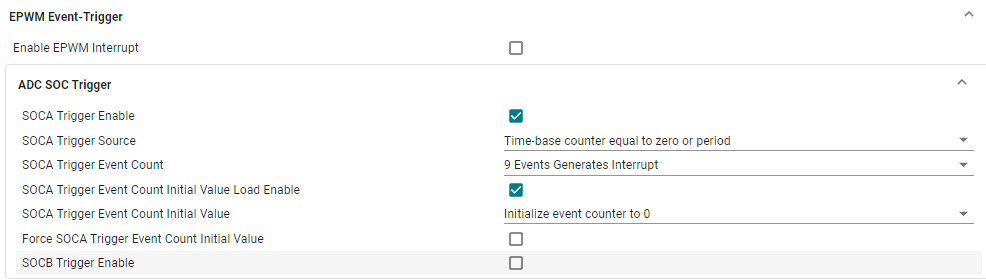 EPWM Event-Trigger
Enable EPWM Interrupt
ADC SOC Trigger
SOCA Trigger Enable
SOCA Trigger Source Time-base counter equal to zero or period
SOCA Trigger Event Count 9 Events Generates Interrupt
SOCA Trigger Event Count Initial Value Load Enable
SOCA Trigger Event Count Initial Value Initialize event counter to 0
Force SOCA Trigger Event Count Initial Value
SOCB Trigger Enable